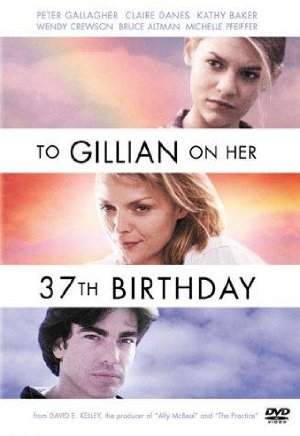 PETER GALLAGHER  CLAIRE DANES  KATHY BAKER
WENDY CREWSON  BRUCE ALTMAN  MICHELLE PFEIFFER
TO GILLIAN ON HER
37TH BIRTHDAY
from DAVID E. KELLEY, the producer of "Ally McBeal" and "The Practice"
DVD
VIDEO